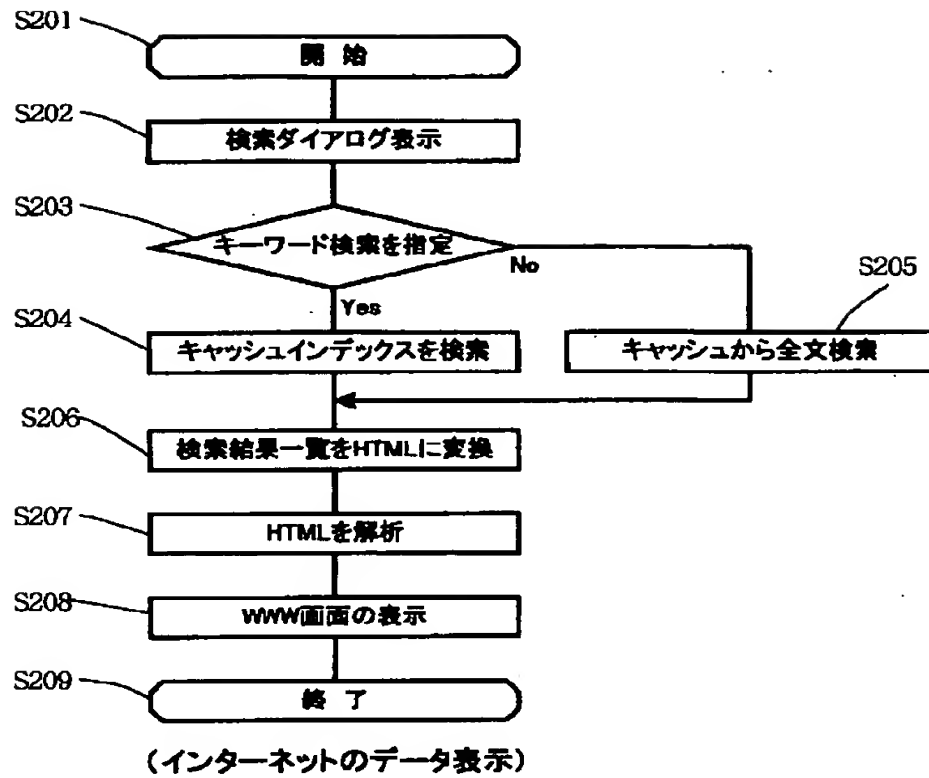 S201
開 始
S202
検索ダイアログ表示
S203
キーワード検索を指定
No
Yes
S205
S204
キャッシュインデックスを検索
キャッシュから全文検索
S206
検索結果一覧をHTMLに変換
S207
HTMLを解析
S208
WWW画面の表示
S209
終 了
(インターネットのデータ表示)